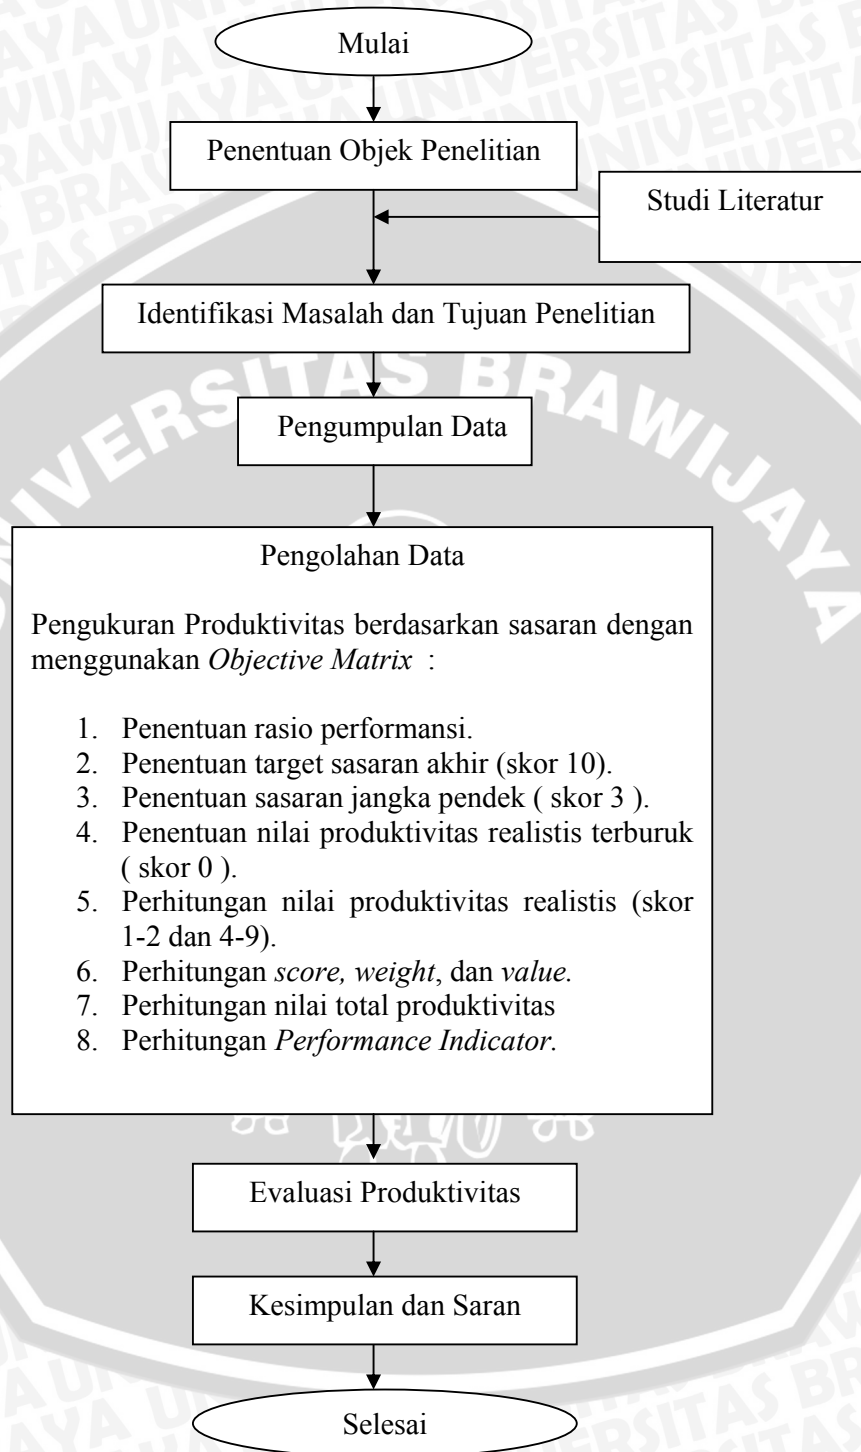 Mulai
Penentuan Objek Penelitian
Studi Literatur
Identifikasi Masalah dan Tujuan Penelitian
Pengumpulan Data
Pengolahan Data
Pengukuran Produktivitas berdasarkan sasaran dengan
menggunakan Objective Matrix :
1. Penentuan rasio performansi.
2. Penentuan target sasaran akhir (skor 10).
3. Penentuan sasaran jangka pendek ( skor 3 ).
4. Penentuan nilai produktivitas realistis terburuk
( skor 0 ).
5. Perhitungan nilai produktivitas realistis (skor
1-2 dan 4-9).
6. Perhitungan score, weight, dan value.
7. Perhitungan nilai total produktivitas
8. Perhitungan Performance Indicator.
Evaluasi Produktivitas
Kesimpulan dan Saran
Selesai
UNIVERSITAS BRAWIJAYA